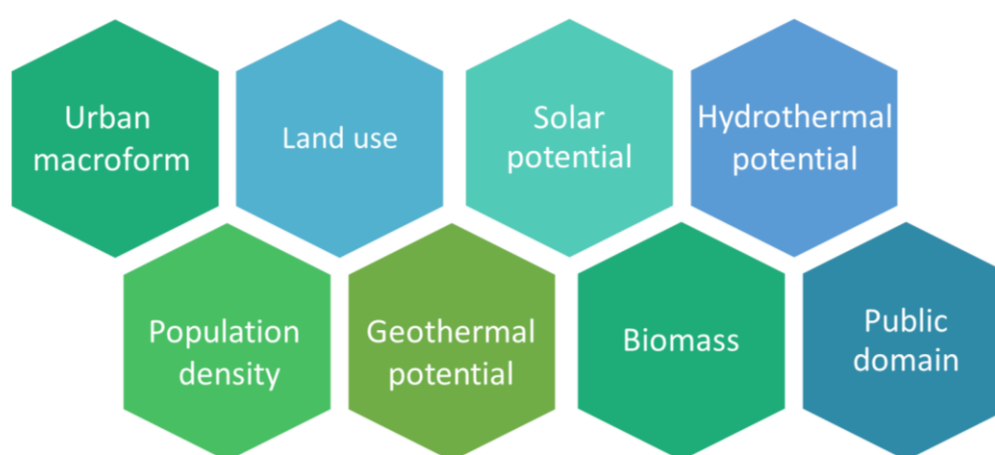 Urban
macroform
Land use
Solar
potential
Hydrothermal
potential
Population
density
Geothermal
potential
Biomass
Public
domain